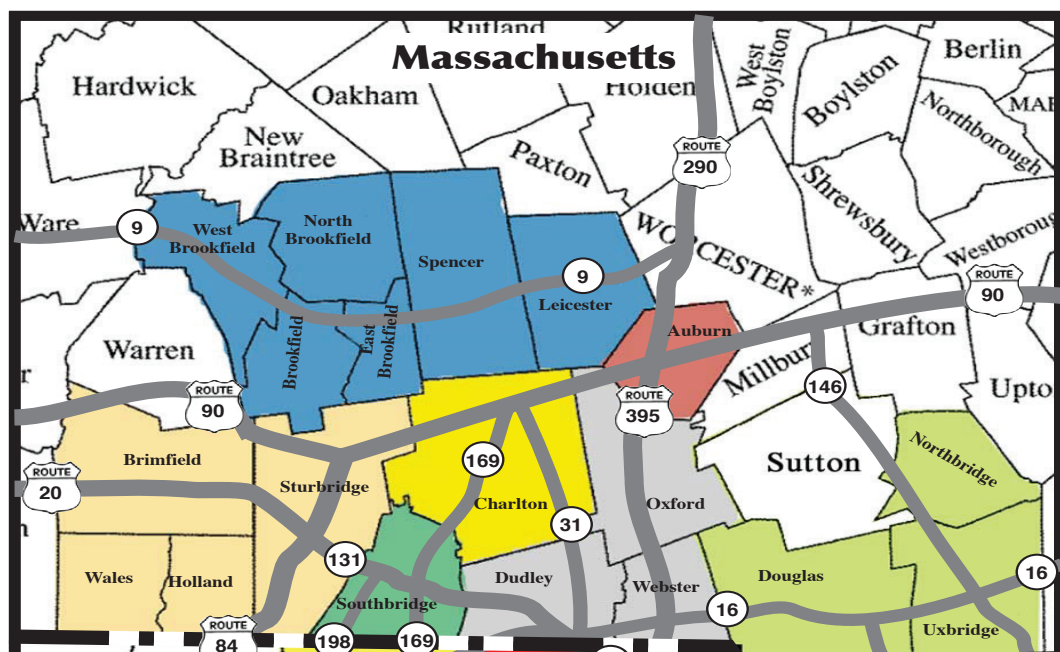 Rutland
Massachusetts
Berlin
West
Boylston
Boylston
Hardwick
Oakham
Holden
Northborough
New
Braintree
Paxton
ROUTE
290
Shrewsbury
Ware
9
West
Brookfield
North
Brookfield
Spencer
9
Leicester
WORCESTER*
ROUTE
90
Auburn
Grafton
Warren
Brookfield
East
Brookfield
146
ROUTE
90
ROUTE
395
Brimfield
169
Sutton
Northbridge
ROUTE
20
Sturbridge
Charlton
31
Oxford
131
Wales
Holland
Southbridge
Dudley
Webster
Douglas
16
16
Uxbridge
ROUTE
84
198
169